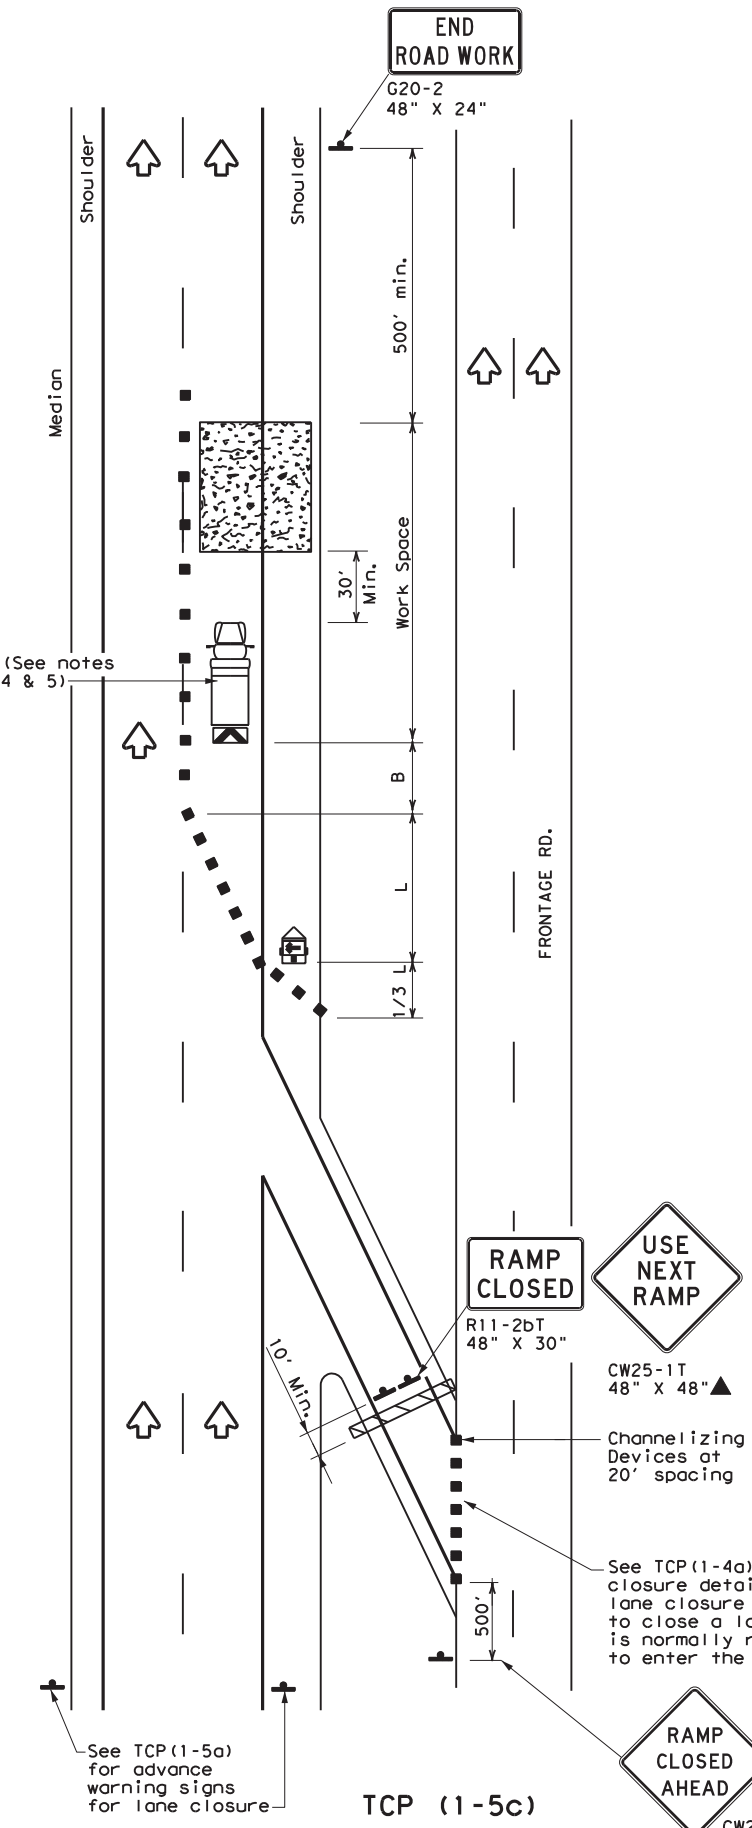 END
ROAD WORK
G20-2
48" X 24"
Shoulder
Shoulder
500' min.
Median
Work Space
30'
Min.
(See notes
4 & 5)
B
L
1/3 L
FRONTAGE RD.
RAMP
CLOSED
R11-2bT
48" X 30"
USE
NEXT
RAMP
CW25-1T
48" X 48"
10' Min.
Channelizing
Devices at
20' spacing
See TCP(1-4a)
closure detai
lane closure
to close a la
is normally r
to enter the
500'
See TCP(1-5a)
for advance
warning signs
for lane closure
RAMP
CLOSED
AHEAD
TCP (1-5c)